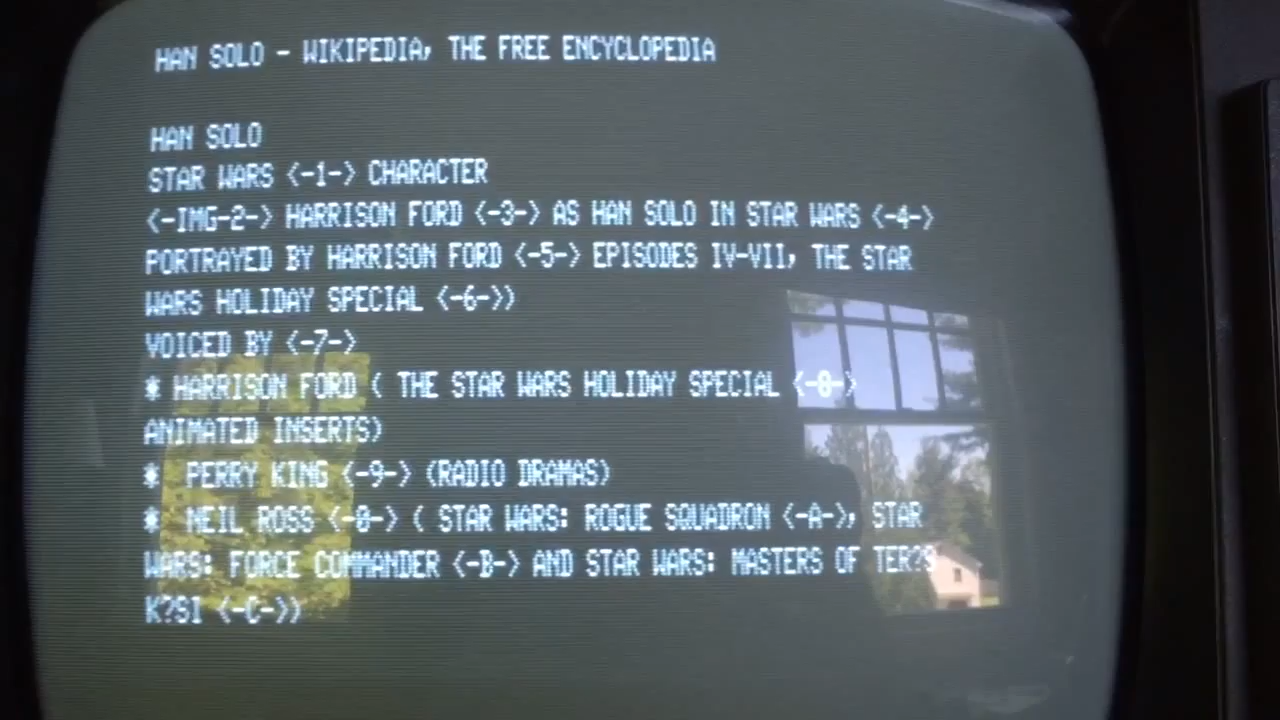 HAN SOLO - WIKIPEDIA, THE FREE ENCYCLOPEDIA
HAN SOLO
STAR WARS <-1-> CHARACTER
<-IMG-2-> HARRISON FORD <-3-> AS HAN SOLO IN STAR WARS <-4->
PORTRAYED BY HARRISON FORD <-5-> EPISODES IV-VII, THE STAR
WARS HOLIDAY SPECIAL <-6->)
VOICED BY <-7->
* HARRISON FORD ( THE STAR WARS HOLIDAY SPECIAL <-8->
ANIMATED INSERTS)
* PERRY KING <-9-> (RADIO DRAMAS)
* NEIL ROSS <-0-> ( STAR WARS: ROGUE SQUADRON <-A->, STAR
WARS: FORCE COMMANDER <-B-> AND STAR WARS: MASTERS OF TER?S
K?SI <-C->)